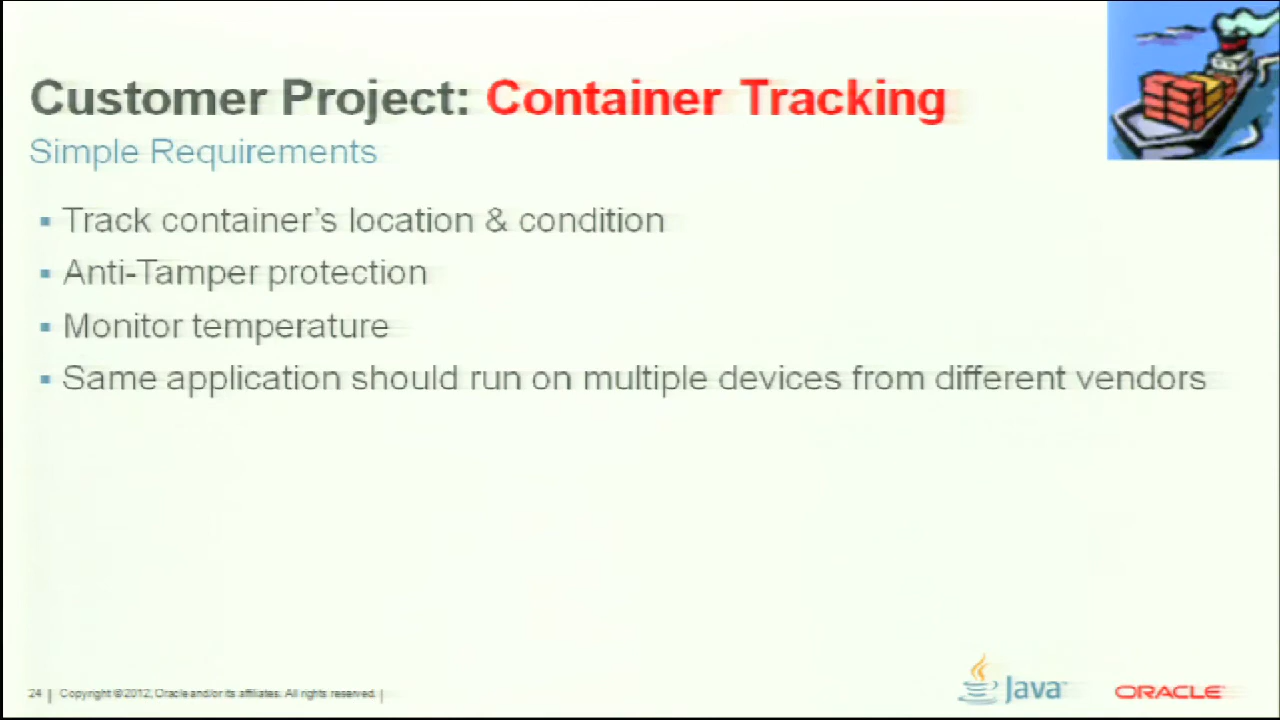 Customer Project: Container Tracking
Simple Requirements
▪ Track container's location & condition
▪ Anti-Tamper protection
▪ Monitor temperature
▪ Same application should run on multiple devices from different vendors
24 | Copyright © 2012, Oracle and/or its affiliates. All rights reserved. |
Java
ORACLE